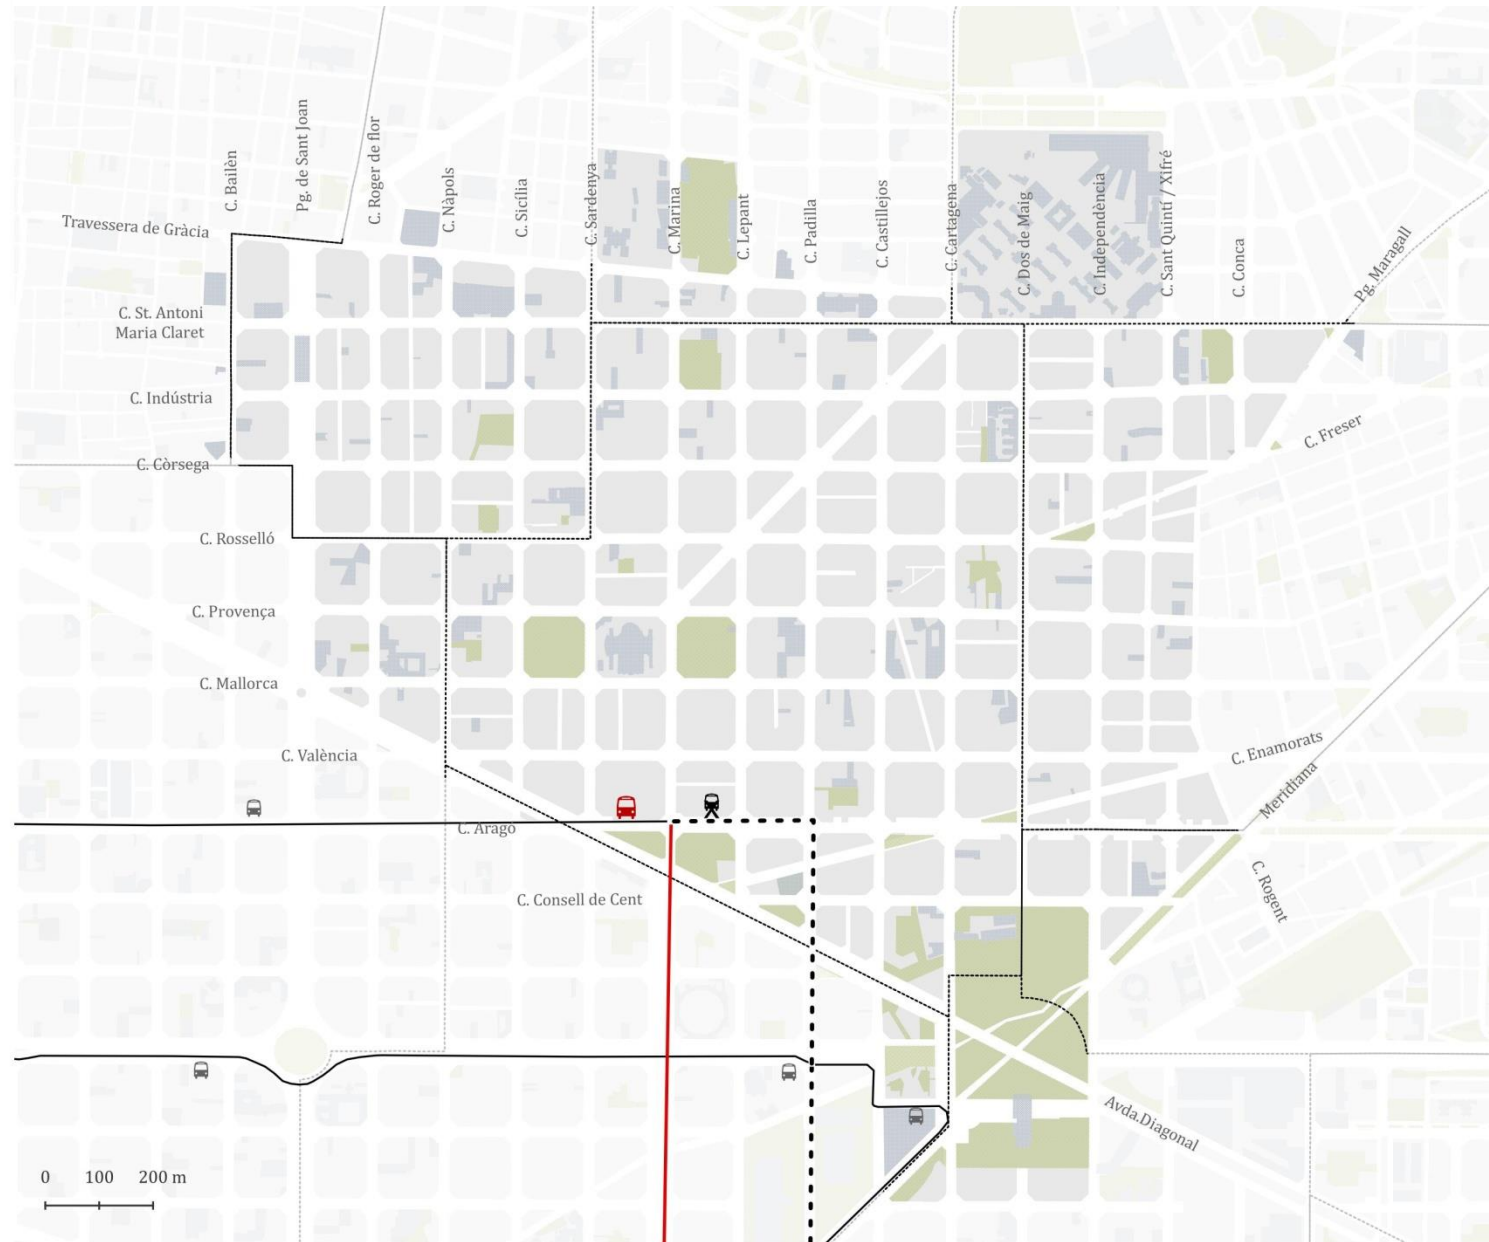 C. Bailèn
Pg. de Sant Joan
C. Roger de flor
C. Nàpols
C. Sicília
C. Sardenya
C. Marina
C. Lepant
C. Padilla
C. Castillejos
C. Cartagena
C. Dos de Maig
C. Independència
C. Sant Quintí / Xifré
C. Conca
Pg. Maragall
Travessera de Gràcia
C. St. Antoni
Maria Claret
C. Indústria
C. Freser
C. Còrsega
C. Rosselló
C. Provença
C. Mallorca
C. València
C. Enamorats
Meridiana
C. Arago
C. Consell de Cent
C. Rogent
Avda.Diagonal
0 100 200 m